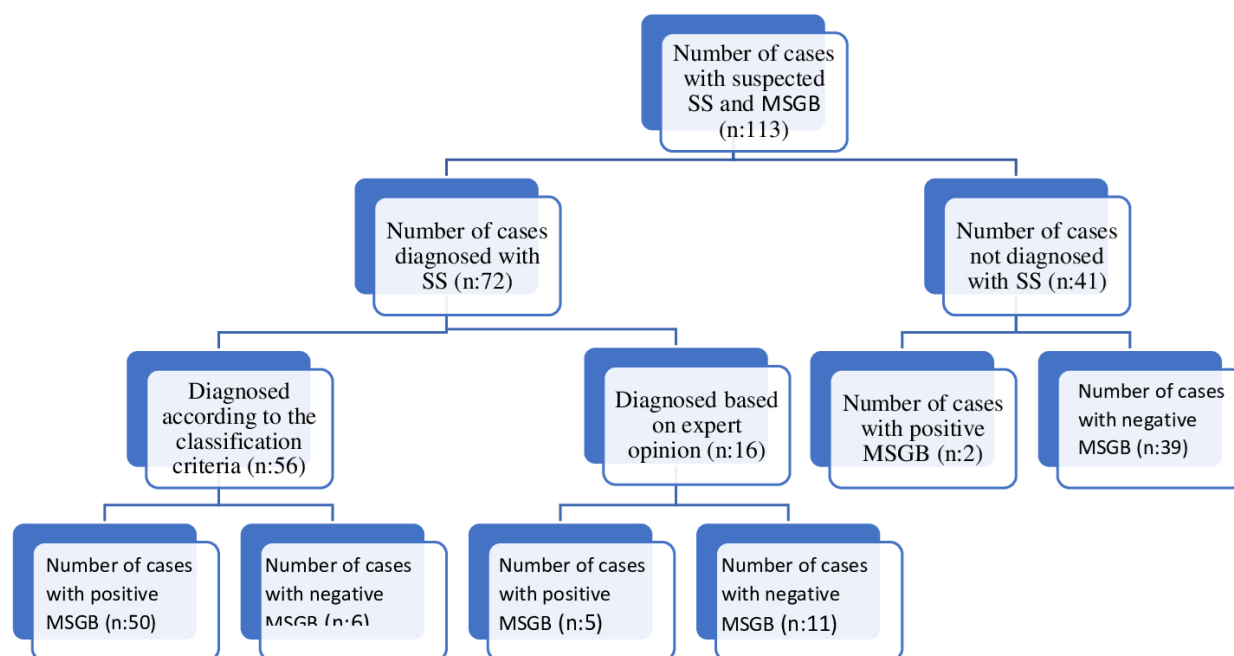 Number of cases
with suspected
SS and MSGB
(n:113)
Number of cases
diagnosed with
SS (n:72)
Number of cases
not diagnosed
with SS (n:41)
Diagnosed
according to the
classification
criteria (n:56)
Diagnosed based
on expert
opinion (n:16)
Number of cases
with positive
MSGB (n:2)
Number of cases
with negative
MSGB (n:39)
Number of cases
with positive
MSGB (n:50)
Number of cases
with negative
MSGB (n:6)
Number of cases
with positive
MSGB (n:5)
Number of cases
with negative
MSGB (n:11)